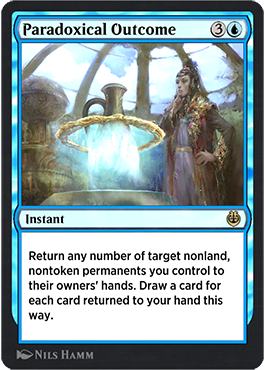 Paradoxical Outcome 3
Instant
Return any number of target nonland,
nontoken permanents you control to
their owners' hands. Draw a card for
each card returned to your hand this
way.
NILS HAMM